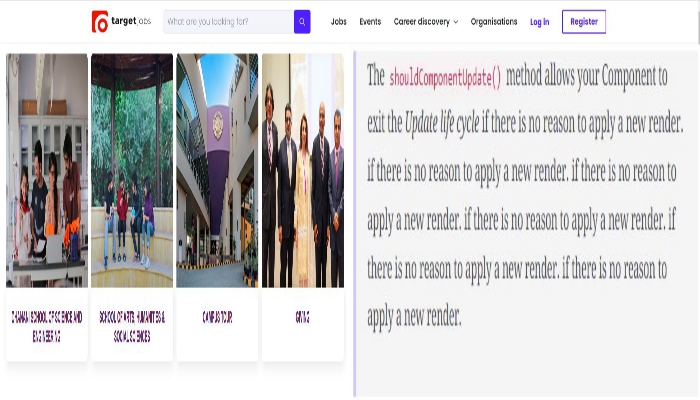 targetjobs
What are you looking for?
Jobs Events Career discovery Organisations Log in Register
The shouldComponentUpdate() method allows your Component to
exit the Update life cycle if there is no reason to apply a new render.
if there is no reason to apply a new render. if there is no reason to
apply a new render. if there is no reason to apply a new render. if
there is no reason to apply a new render. if there is no reason to
apply a new render.
DHANANI SCHOOL OF SCIENCE AND
ENGINEERING
SCHOOL OF ARTS, HUMANITIES &
SOCIAL SCIENCES
CAMPUS TOUR
GIVING